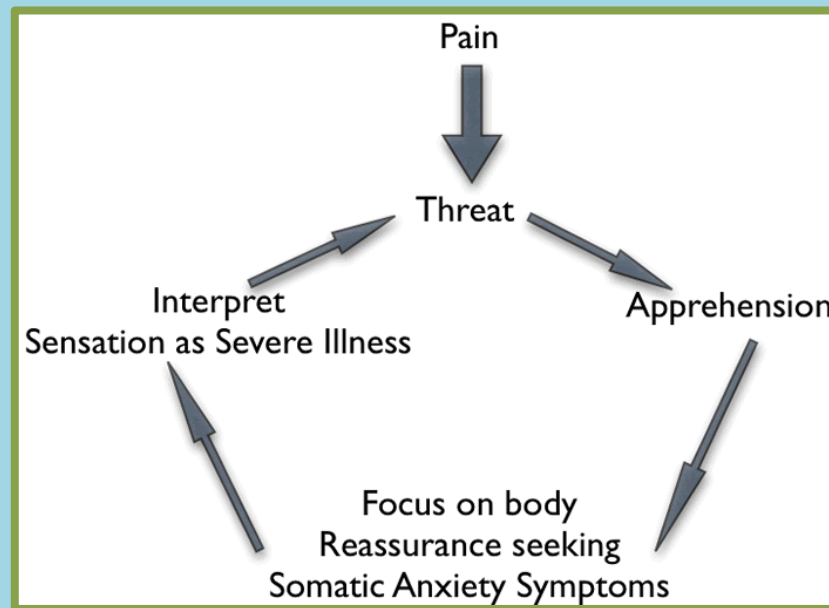 Pain
Threat
Apprehension
Focus on body
Reassurance seeking
Somatic Anxiety Symptoms
Interpret
Sensation as Severe Illness